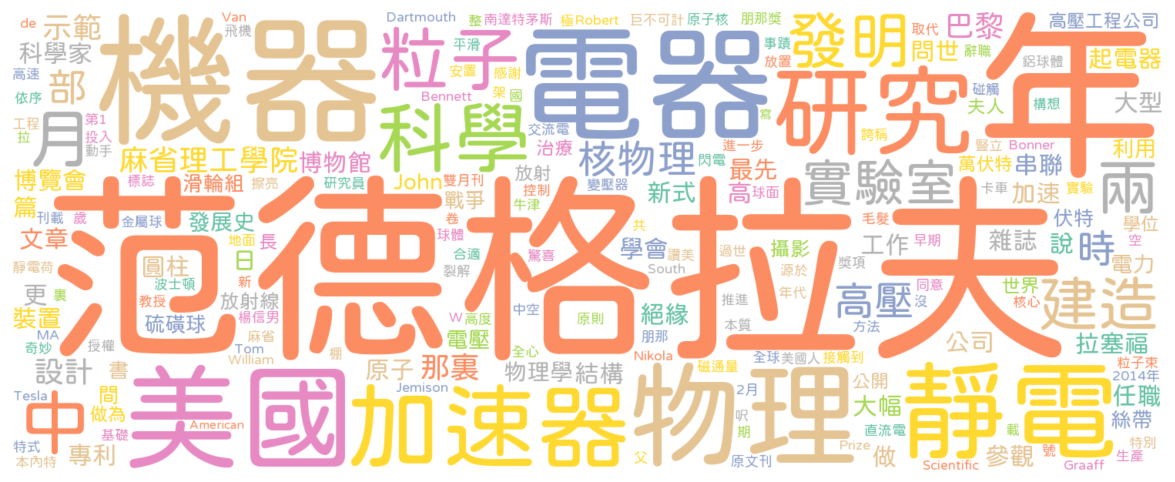 de 示範 Van Dartmouth 整 南達特茅斯 極 Robert 巨不可計 原子核 朋那獎 取代 巴黎 高壓工程公司
科學家 機器 飛機 平滑 粒子 安置 感謝 電器 事蹟 放置 發明 問世 辭職 年 鋁球體 起電器
高速 部 Bennett 架 國 研究 碰觸 夫人 構想 大型
依序 科學 交流電 寫 誇稱
工程 月 第1 治療 核物理 閃電 進一步 最先 豎立 Bonner 兩 利用
拉 投入 麻省理工學院 博物館 變壓器 萬伏特 串聯
動手 John 雙月刊 放射 新式 高 球面 實驗室 卡車 加速 實驗
博覽會 標誌 滑輪組 擦亮 研究員 戰爭 控制 牛津
篇 刊載 歲 金屬球 發展史 卷 毛髮 早期 伏特 學位
文章 地面 長 球體 驚喜 共 學會 讚美 過世 攝影 工作 雜誌 說 時 空
靜電荷 圓柱 日 范德格拉夫 合適 裂解 South 源於 獎項 電力
更 裏 波士頓 新 推進 年代 高壓 同意 沒 世界
裝置 教授 放射線 中空 原則 絕緣 核心 建造
MA 硫磺球 楊信男 W 高度 電壓 本質 方法 公司
奇妙 授權 Tom 麻省 棚 全心 朋那 拉塞福
設計 書 William 原子 那裏 物理學 結構 Nikola 磁通量 全球 美國人 接觸到 粒子束
Tesla 間 美國 Jemison 加速器 物理 2月 公開 大幅 靜電 2014年
中 做為 American 呎 任職
特式 基礎 期 直流電 載 絲帶
本內特 專利 父 原文刊 Prize 做 Scientific 參觀 號 Graaff 特別 生產